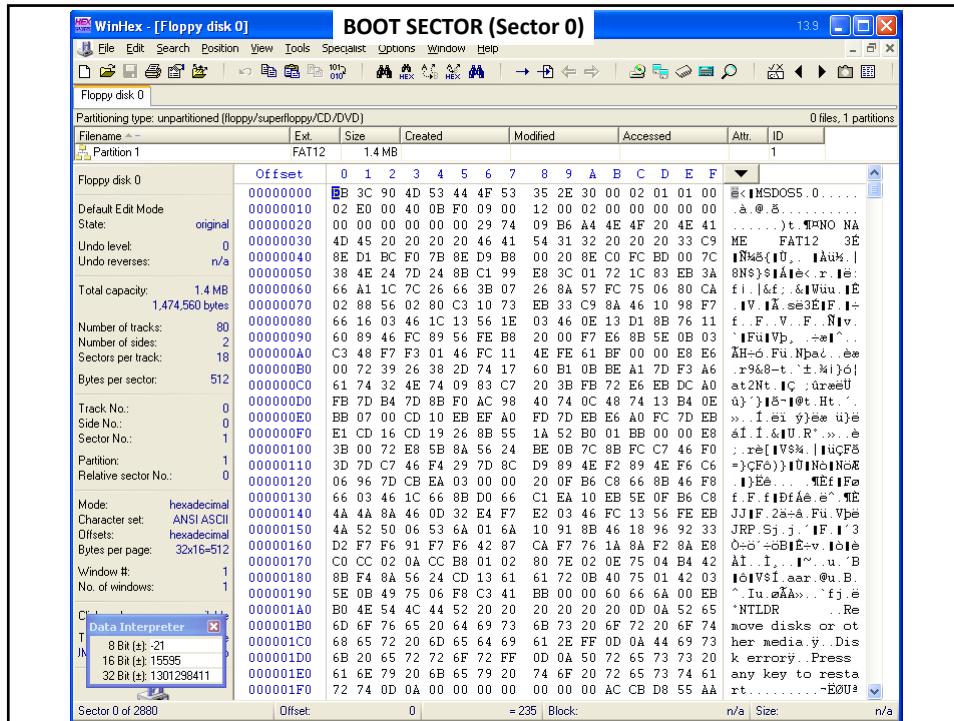 BOOT SECTOR (Sector 0)
WinHex - [Floppy disk 0] 13.9
File Edit Search Position View Tools Specialist Options Window Help
Floppy disk 0
Partitioning type: unpartitioned (floppy/superfloppy/CD/DVD) 0 files, 1 partitions
Filename Ext. Size Created Modified Accessed Attr. ID
Partition 1 FAT12 1.4 MB 1
Floppy disk 0
Default Edit Mode
State: original
Undo level: 0
Undo reverses: n/a
Total capacity: 1.4 MB
1,474,560 bytes
Number of tracks: 80
Number of sides: 2
Sectors per track: 18
Bytes per sector: 512
Track No.: 0
Side No.: 0
Sector No.: 1
Partition: 1
Relative sector No.: 0
Mode: hexadecimal
Character set: ANSI ASCII
Offsets: hexadecimal
Bytes per page: 32x16=512
Window #: 1
No. of windows: 1
Data Interpreter
8 Bit (±): -21
16 Bit (±): 15595
32 Bit (±): 1301298411
Offset 0 1 2 3 4 5 6 7 8 9 A B C D E F
00000000 EB 3C 90 4D 53 44 4F 53 35 2E 30 00 02 01 01 00 ë<MSDOS5.0.....
00000010 02 E0 00 40 0B F0 09 00 12 00 02 00 00 00 00 00 .à.@.ð..........
00000020 00 00 00 00 00 00 29 74 09 B6 A4 4E 4F 20 4E 41 ......)t.¶¤NO NA
00000030 4D 45 20 20 20 20 46 41 54 31 32 20 20 20 33 C9 ME    FAT12   3É
00000040 8E D1 BC F0 7B 8E D9 B8 00 20 8E C0 FC BD 00 7C
00000050 38 4E 24 7D 24 8B C1 99 E8 3C 01 72 1C 83 EB 3A
00000060 66 A1 1C 7C 26 66 3B 07 26 8A 57 FC 75 06 80 CA
00000070 02 88 56 02 80 C3 10 73 EB 33 C9 8A 46 10 98 F7
00000080 66 16 03 46 1C 13 56 1E 03 46 0E 13 D1 8B 76 11
00000090 60 89 46 FC 89 56 FE B8 20 00 F7 E6 8B 5E 0B 03
000000A0 C3 48 F7 F3 01 46 FC 11 4E FE 61 BF 00 00 E8 E6
000000B0 00 72 39 26 38 2D 74 17 60 B1 0B BE A1 7D F3 A6
000000C0 61 74 32 4E 74 09 83 C7 20 3B FB 72 E6 EB DC A0
000000D0 FB 7D B4 7D 8B F0 AC 98 40 74 0C 48 74 13 B4 0E
000000E0 BB 07 00 CD 10 EB EF A0 FD 7D EB E6 A0 FC 7D EB
000000F0 E1 CD 16 CD 19 26 8B 55 1A 52 B0 01 BB 00 00 E8
00000100 3B 00 72 E8 5B 8A 56 24 BE 0B 7C 8B FC C7 46 F0
00000110 3D 7D C7 46 F4 29 7D 8C D9 89 4E F2 89 4E F6 C6
00000120 06 96 7D CB EA 03 00 00 20 0F B6 C8 66 8B 46 F8
00000130 66 03 46 1C 66 8B D0 66 C1 EA 10 EB 5E 0F B6 C8
00000140 4A 4A 8A 46 0D 32 E4 F7 E2 03 46 FC 13 56 FE EB
00000150 4A 52 50 06 53 6A 01 6A 10 91 8B 46 18 96 92 33
00000160 D2 F7 F6 91 F7 F6 42 87 CA F7 76 1A 8A F2 8A E8
00000170 C0 CC 02 0A CC B8 01 02 80 7E 02 0E 75 04 B4 42
00000180 8B F4 8A 56 24 CD 13 61 61 72 0B 40 75 01 42 03
00000190 5E 0B 49 75 06 F8 C3 41 BB 00 00 60 66 6A 00 EB
000001A0 B0 4E 54 4C 44 52 20 20 20 20 20 20 0D 0A 52 65 °NTLDR      ..Re
000001B0 6D 6F 76 65 20 64 69 73 6B 73 20 6F 72 20 6F 74 move disks or ot
000001C0 68 65 72 20 6D 65 64 69 61 2E FF 0D 0A 44 69 73 her media.ÿ..Dis
000001D0 6B 20 65 72 72 6F 72 FF 0D 0A 50 72 65 73 73 20 k errorÿ..Press
000001E0 61 6E 79 20 6B 65 79 20 74 6F 20 72 65 73 74 61 any key to resta
000001F0 72 74 0D 0A 00 00 00 00 00 00 00 AC CB D8 55 AA rt.........¬ËØUª
Sector 0 of 2880 Offset: 0 = 235 Block: n/a Size: n/a